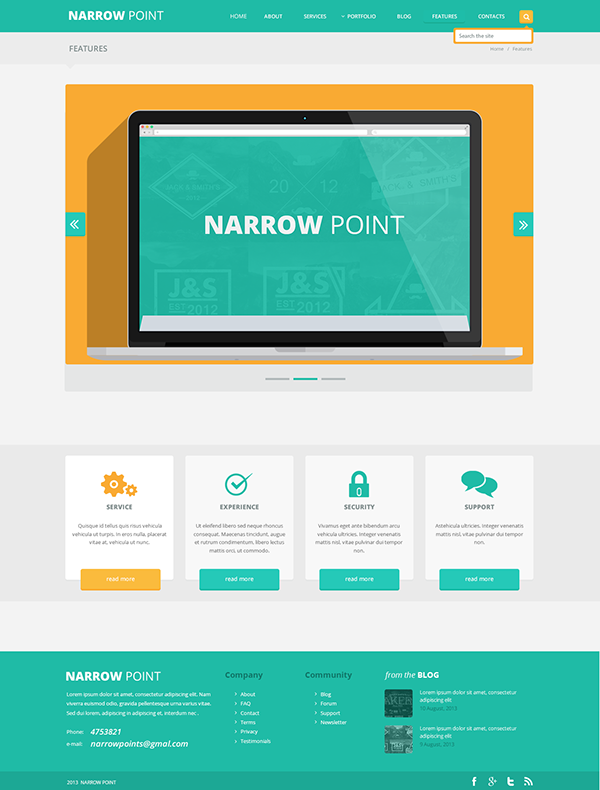 NARROW POINT
HOME ABOUT SERVICES PORTFOLIO BLOG FEATURES CONTACTS
Search the site
FEATURES
Home / Features
JACK & SMITH'S
20 12
JACK & SMITH'S
NARROW POINT
J&S
EST 2012
J&S
EST 2012
SERVICE
Quisque id tellus quis risus vehicula
vehicula ut turpis. In eros nulla, placerat
vitae at, vehicula ut nunc.
read more
EXPERIENCE
Ut eleifend libero sed neque rhoncus
consequat. Maecenas tincidunt, augue
et rutrum condimentum, libero lectus
mattis orci, ut commodo.
read more
SECURITY
Vivamus eget ante bibendum arcu
vehicula ultricies. Integer venenatis
mattis nisl, vitae pulvinar dui tempor
non.
read more
SUPPORT
Astehicula ultricies. Integer venenatis
mattis nisl, vitae pulvinar dui tempor
non.
read more
NARROW POINT
Lorem ipsum dolor sit amet, consectetur adipiscing elit. Nam
viverra euismod odio, gravida pellentesque urna varius vitae.
Sed dui lorem, adipiscing in adipiscing et, interdum nec .
Phone: 4753821
e-mail: narrowpoints@gmal.com
Company
About
FAQ
Contact
Terms
Privacy
Testimonials
Community
Blog
Forum
Support
Newsletter
from the BLOG
Lorem ipsum dolor sit amet, consectetur
adipiscing elit
10 August, 2013
Lorem ipsum dolor sit amet, consectetur
adipiscing elit
9 August, 2013
2013 NARROW POINT